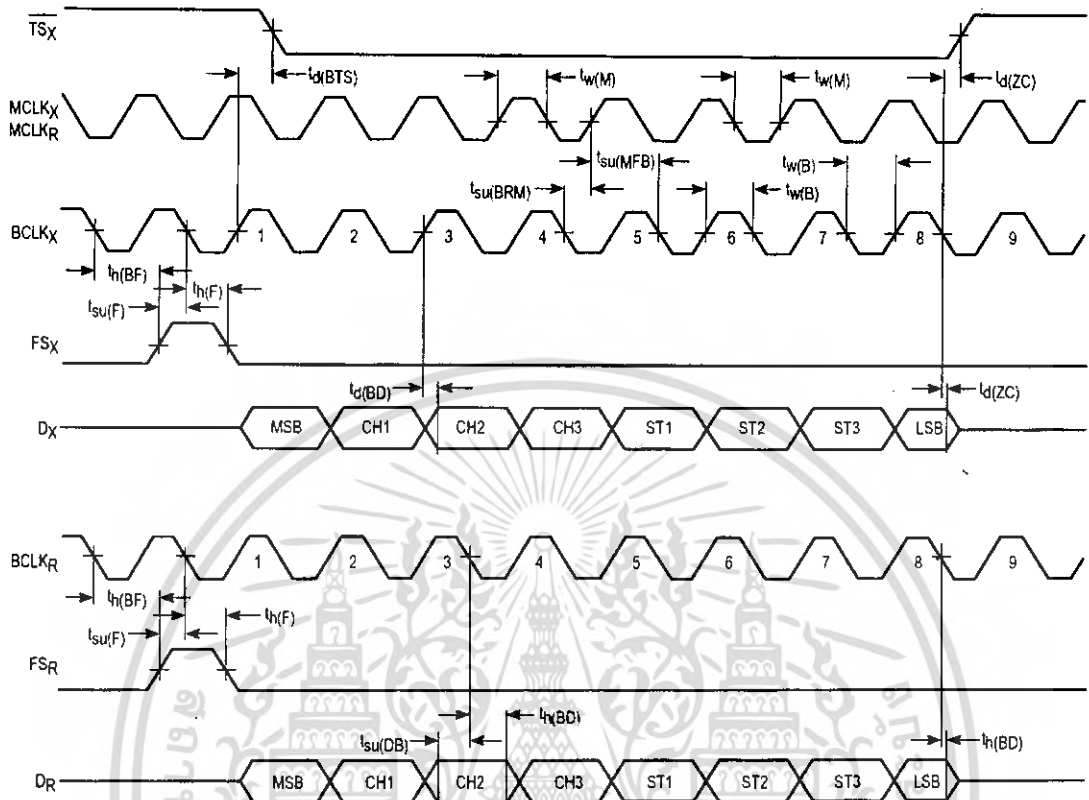 TSX
td(BTS) tw(M) tw(M) td(ZC)
MCLKX
MCLKR
tsu(MFB) tw(B)
tsu(BRM) tw(B)
BCLKX 1 2 3 4 5 6 7 8 9
th(BF)
th(F)
tsu(F)
FSX
td(BD) td(ZC)
DX MSB CH1 CH2 CH3 ST1 ST2 ST3 LSB
BCLKR 1 2 3 4 5 6 7 8 9
th(BF)
th(F)
tsu(F)
FSR
th(BD)
tsu(DB) th(BD)
DR MSB CH1 CH2 CH3 ST1 ST2 ST3 LSB